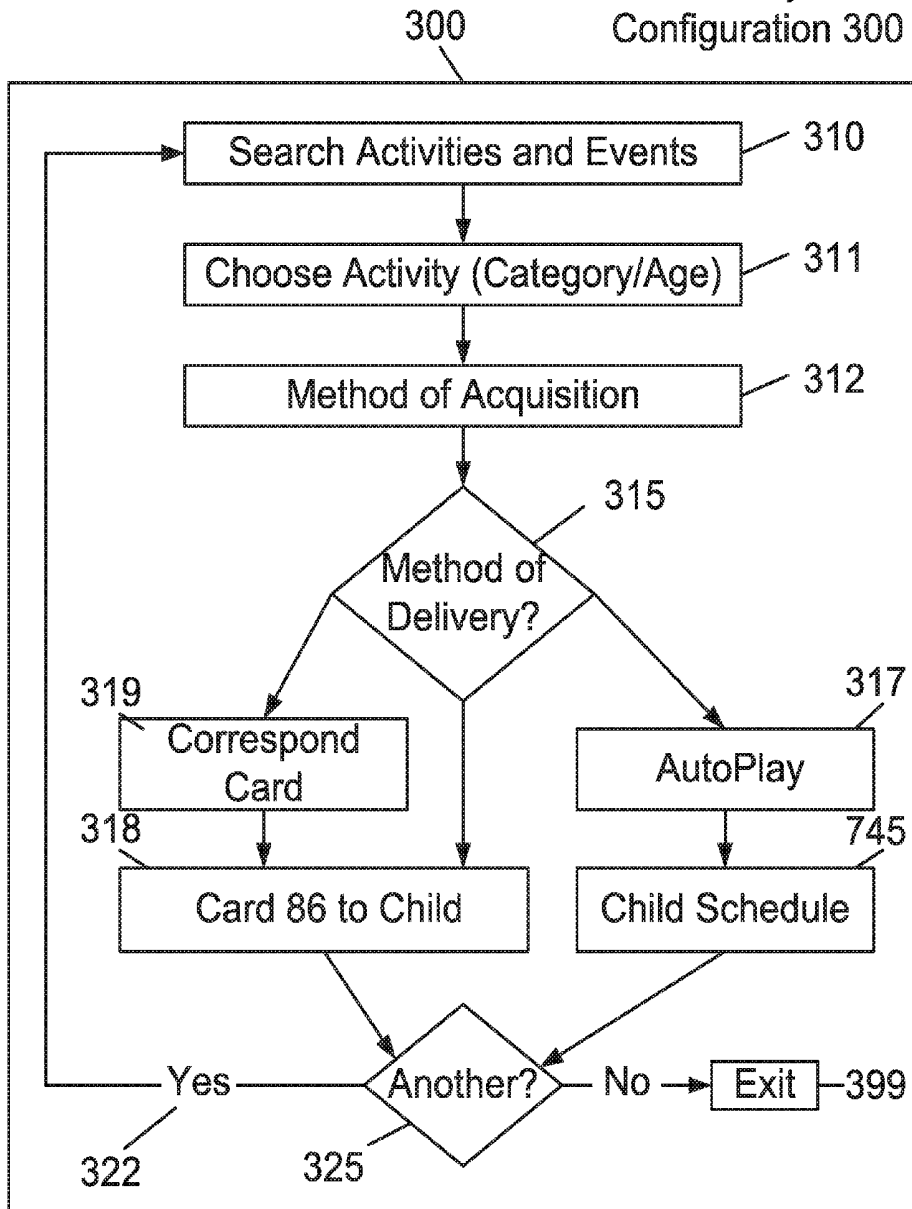 300
Configuration 300
Search Activities and Events
310
Choose Activity (Category/Age)
311
Method of Acquisition
312
315
Method of
Delivery?
319
Correspond
Card
317
AutoPlay
318
Card 86 to Child
745
Child Schedule
Yes
Another?
No
Exit
399
322
325